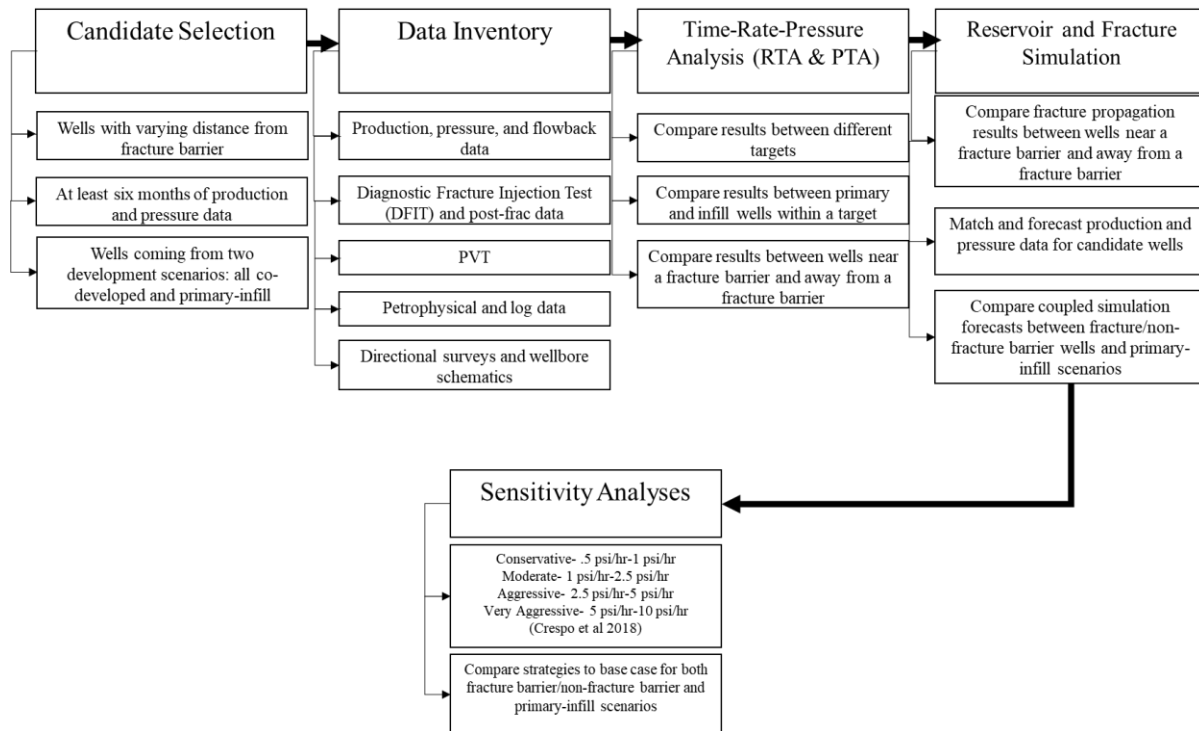 Candidate Selection
Wells with varying distance from
fracture barrier
At least six months of production
and pressure data
Wells coming from two
development scenarios: all co-
developed and primary-infill
Data Inventory
Production, pressure, and flowback
data
Diagnostic Fracture Injection Test
(DFIT) and post-frac data
PVT
Petrophysical and log data
Directional surveys and wellbore
schematics
Time-Rate-Pressure
Analysis (RTA & PTA)
Compare results between different
targets
Compare results between primary
and infill wells within a target
Compare results between wells near
a fracture barrier and away from a
fracture barrier
Reservoir and Fracture
Simulation
Compare fracture propagation
results between wells near a
fracture barrier and away from a
fracture barrier
Match and forecast production and
pressure data for candidate wells
Compare coupled simulation
forecasts between fracture/non-
fracture barrier wells and primary-
infill scenarios
Sensitivity Analyses
Conservative- .5 psi/hr-1 psi/hr
Moderate- 1 psi/hr-2.5 psi/hr
Aggressive- 2.5 psi/hr-5 psi/hr
Very Aggressive- 5 psi/hr-10 psi/hr
(Crespo et al 2018)
Compare strategies to base case for both
fracture barrier/non-fracture barrier and
primary-infill scenarios